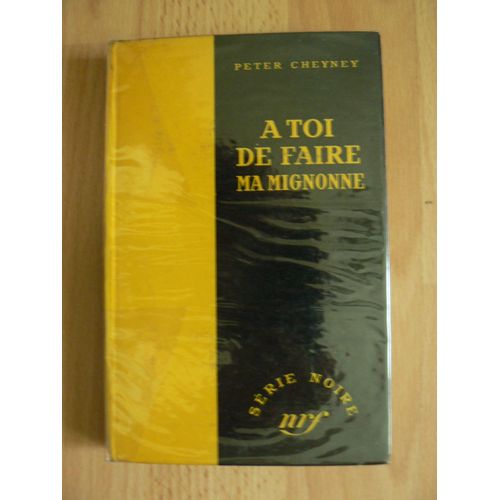 PETER CHEYNEY
A TOI
DE FAIRE
MA MIGNONNE
SÉRIE NOIRE
nrf